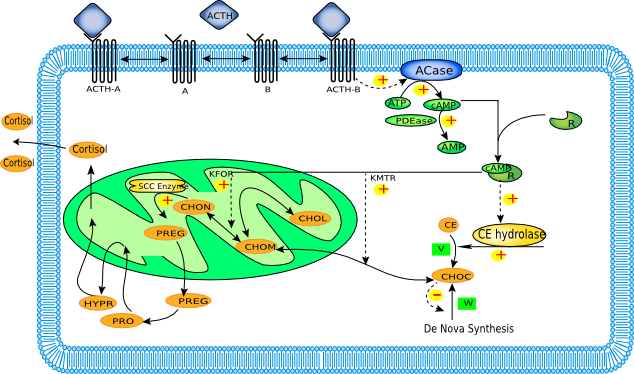 ACTH
ACTH-A
A
B
ACTH-B
ACase
+
+
ATP
cAMP
PDEase
+
AMP
R
Cortisol
Cortisol
Cortisol
KFOR
KMTR
cAMP
R
SCC Enzyme
+
+
+
+
CHON
CHOL
PREG
CHOM
CE
CE hydrolase
V
+
CHOC
HYPR
PREG
PRO
−
W
De Nova Synthesis